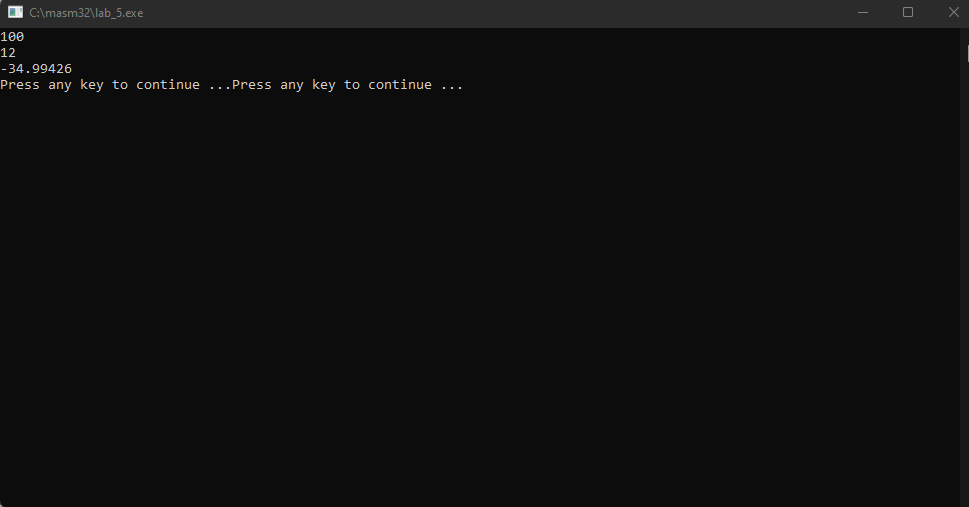 C:\masm32\lab_5.exe
100
12
-34.99426
Press any key to continue ...Press any key to continue ...